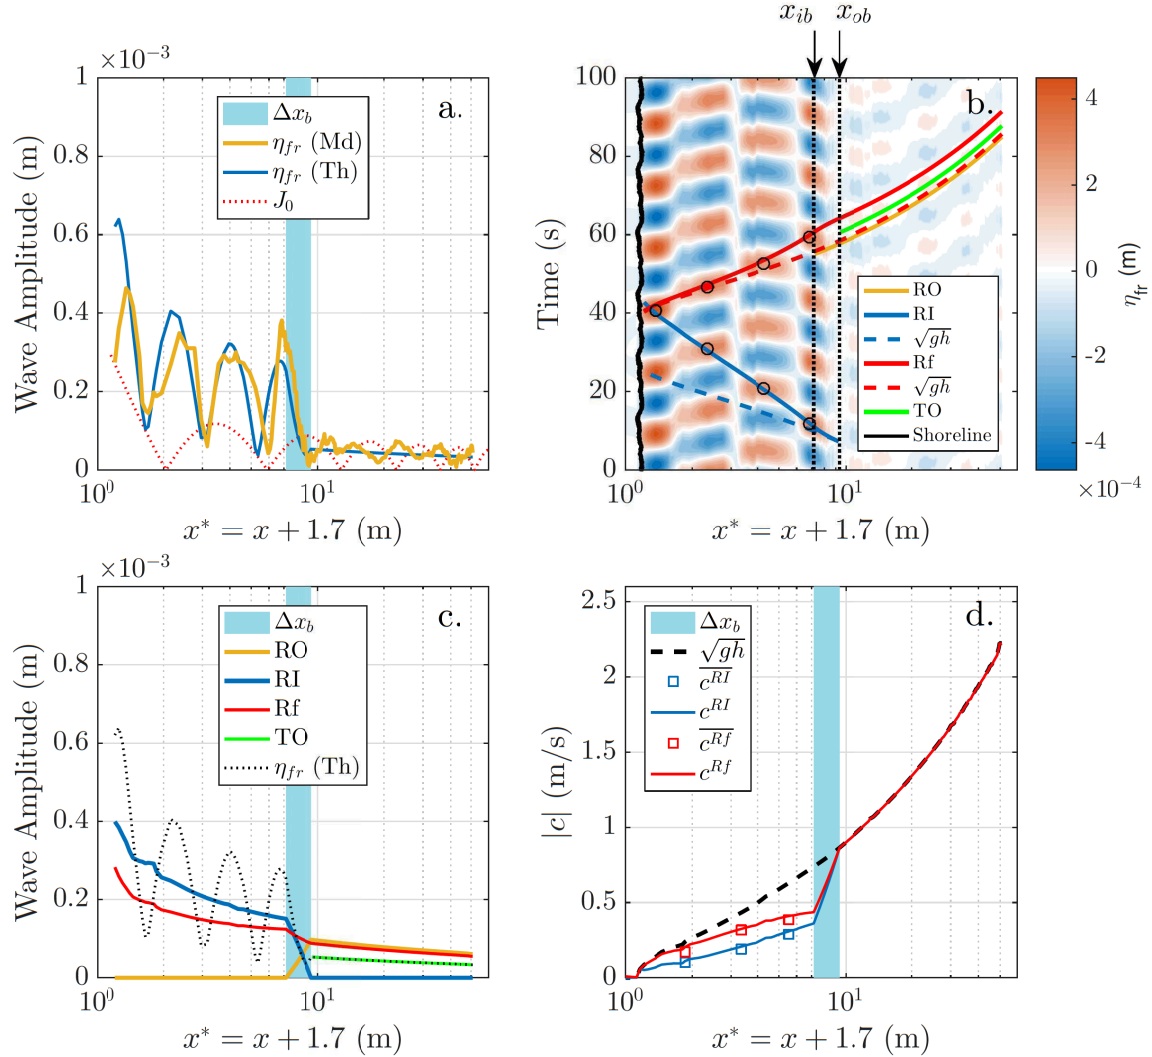 ×10⁻³
a.
Δx_b
η_fr (Md)
η_fr (Th)
J₀
1
0.8
0.6
0.4
0.2
0
Wave Amplitude (m)
10⁰
10¹
x* = x + 1.7 (m)
x_ib
x_ob
b.
100
80
60
40
20
0
Time (s)
RO
RI
√gh
Rf
√gh
TO
Shoreline
10⁰
10¹
x* = x + 1.7 (m)
4
2
0
-2
-4
×10⁻⁴
η_fr (m)
×10⁻³
c.
Δx_b
RO
RI
Rf
TO
η_fr (Th)
1
0.8
0.6
0.4
0.2
0
Wave Amplitude (m)
10⁰
10¹
x* = x + 1.7 (m)
d.
Δx_b
√gh
c̅ᴿᴵ
cᴿᴵ
c̅ᴿᶠ
cᴿᶠ
2.5
2
1.5
1
0.5
0
|c| (m/s)
10⁰
10¹
x* = x + 1.7 (m)